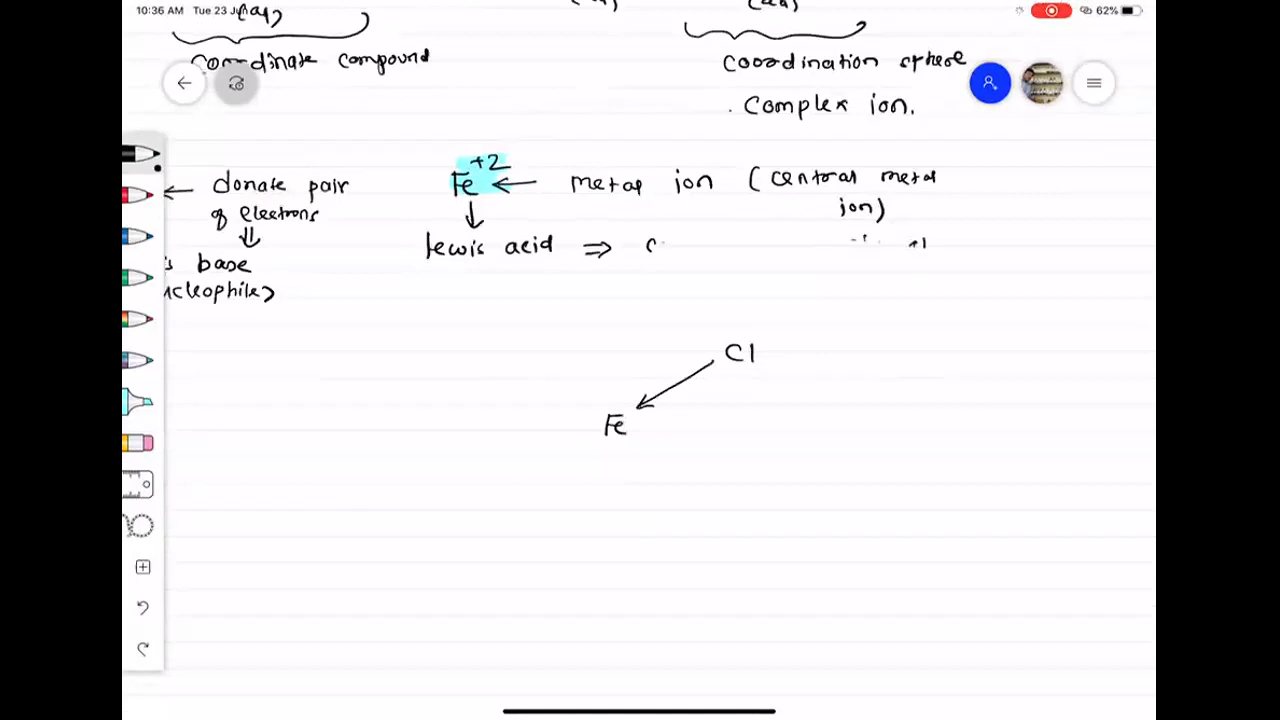 10:36 AM Tue 23 Jun
62%
coordinate compound
coordination sphere
complex ion.
donate pair
of electrons
base
Fe+2 ← metal ion (central metal
ion)
lewis acid ⇒
Cl
Fe